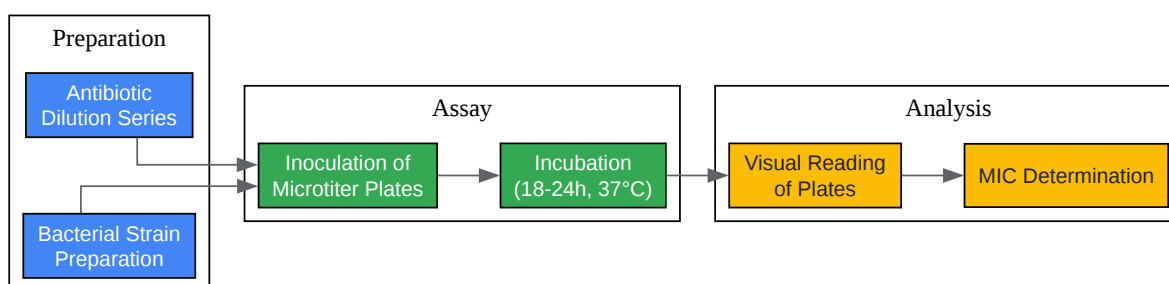 Preparation
Antibiotic
Dilution Series
Bacterial Strain
Preparation
Assay
Inoculation of
Microtiter Plates
Incubation
(18-24h, 37°C)
Analysis
Visual Reading
of Plates
MIC Determination